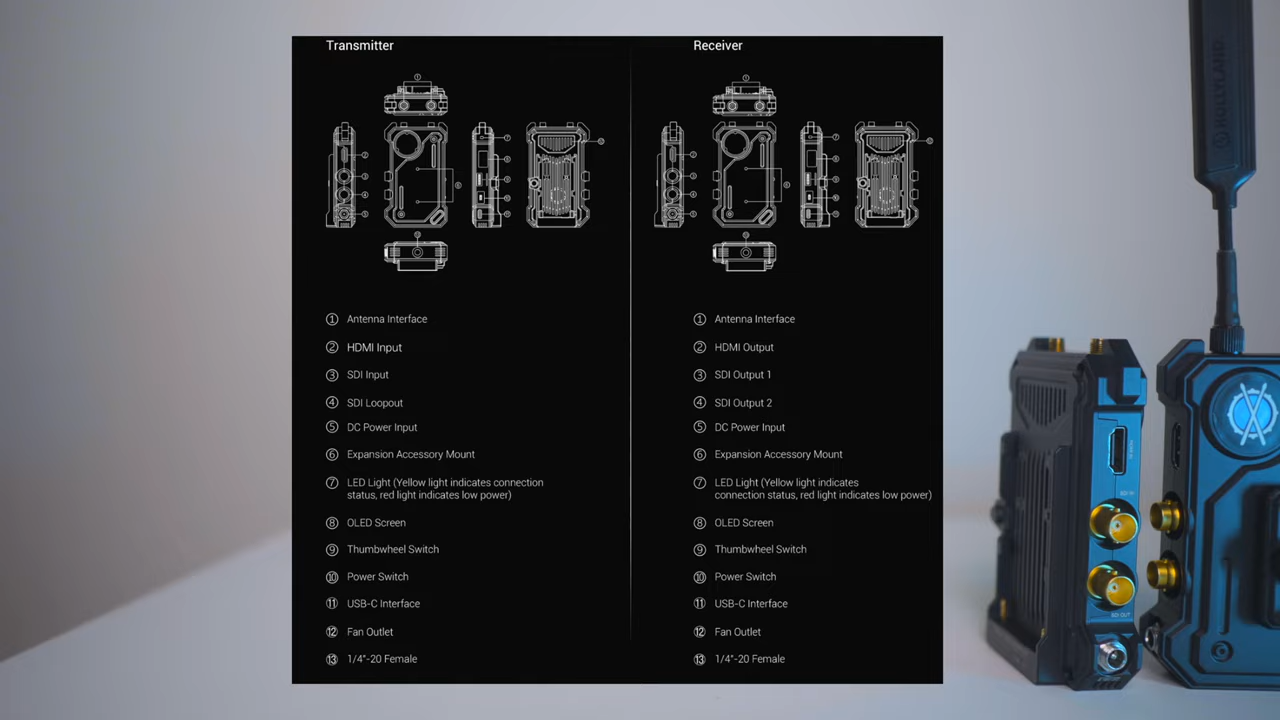 Transmitter
① Antenna Interface
② HDMI Input
③ SDI Input
④ SDI Loopout
⑤ DC Power Input
⑥ Expansion Accessory Mount
⑦ LED Light (Yellow light indicates connection
status, red light indicates low power)
⑧ OLED Screen
⑨ Thumbwheel Switch
⑩ Power Switch
⑪ USB-C Interface
⑫ Fan Outlet
⑬ 1/4"-20 Female
Receiver
① Antenna Interface
② HDMI Output
③ SDI Output 1
④ SDI Output 2
⑤ DC Power Input
⑥ Expansion Accessory Mount
⑦ LED Light (Yellow light indicates
connection status, red light indicates low power)
⑧ OLED Screen
⑨ Thumbwheel Switch
⑩ Power Switch
⑪ USB-C Interface
⑫ Fan Outlet
⑬ 1/4"-20 Female
HOLLYLAND
SDI IN
SDI OUT